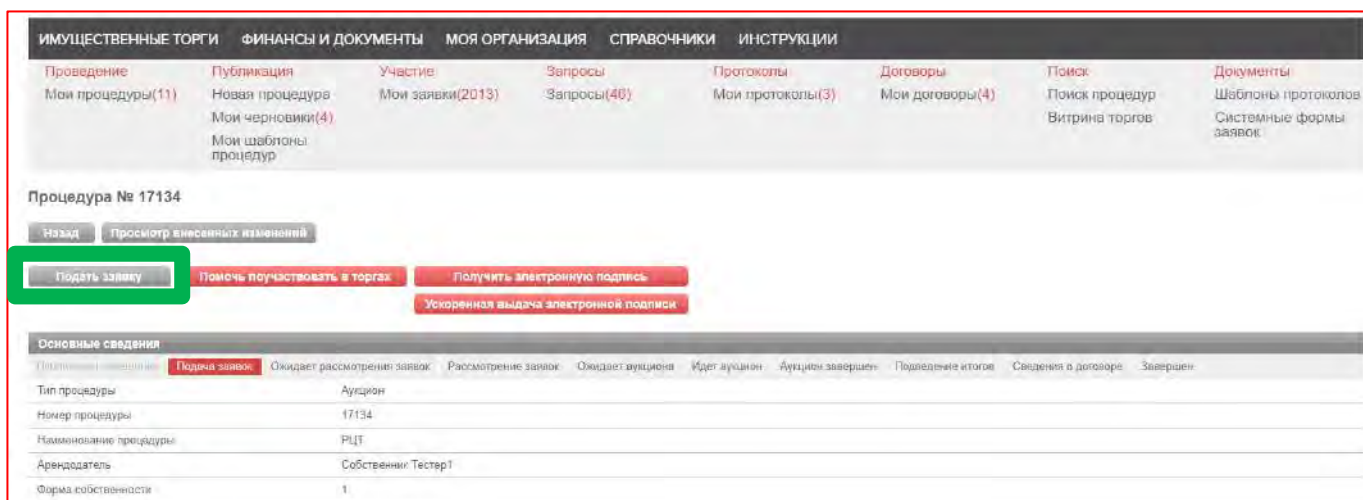 ИМУЩЕСТВЕННЫЕ ТОРГИ ФИНАНСЫ И ДОКУМЕНТЫ МОЯ ОРГАНИЗАЦИЯ СПРАВОЧНИКИ ИНСТРУКЦИИ
Проведение Публикация Участие Запросы Протоколы Договоры Поиск Документы
Мои процедуры(11) Новая процедура Мои заявки(2013) Запросы(46) Мои протоколы(3) Мои договоры(4) Поиск процедур Шаблоны протоколов
Мои черновики(4) Витрина торгов Системные формы заявок
Мои шаблоны процедур
Процедура № 17134
Назад Просмотр внесенных изменений
Подать заявку Помочь поучаствовать в торгах Получить электронную подпись
Ускоренная выдача электронной подписи
Основные сведения
Подача заявок Ожидает рассмотрения заявок Рассмотрение заявок Ожидает аукциона Идет аукцион Аукцион завершен Подведение итогов Сведения о договоре Завершен
Тип процедуры Аукцион
Номер процедуры 17134
Наименование процедуры РЦТ
Арендодатель Собственник Тестер1
Форма собственности 1